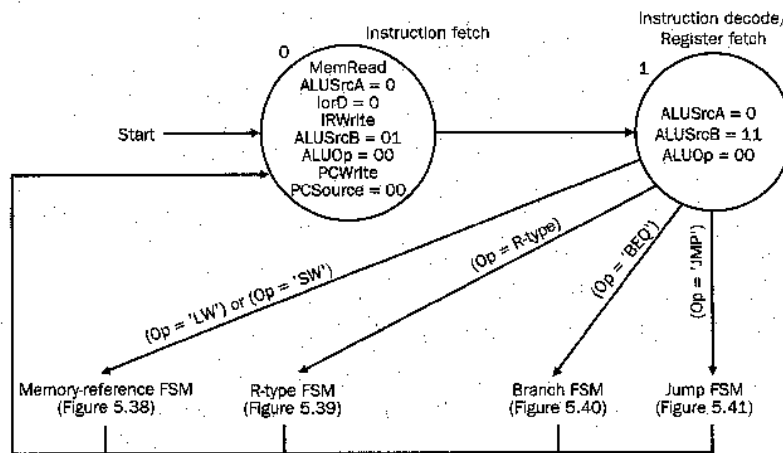 Instruction fetch
Instruction decode/
Register fetch
0
1
MemRead
ALUSrcA = 0
IorD = 0
IRWrite
ALUSrcB = 01
ALUOp = 00
PCWrite
PCSource = 00
Start
ALUSrcA = 0
ALUSrcB = 11
ALUOp = 00
(Op = 'LW') or (Op = 'SW')
(Op = R-type)
(Op = 'BEQ')
(Op = 'JMP')
Memory-reference FSM
(Figure 5.38)
R-type FSM
(Figure 5.39)
Branch FSM
(Figure 5.40)
Jump FSM
(Figure 5.41)